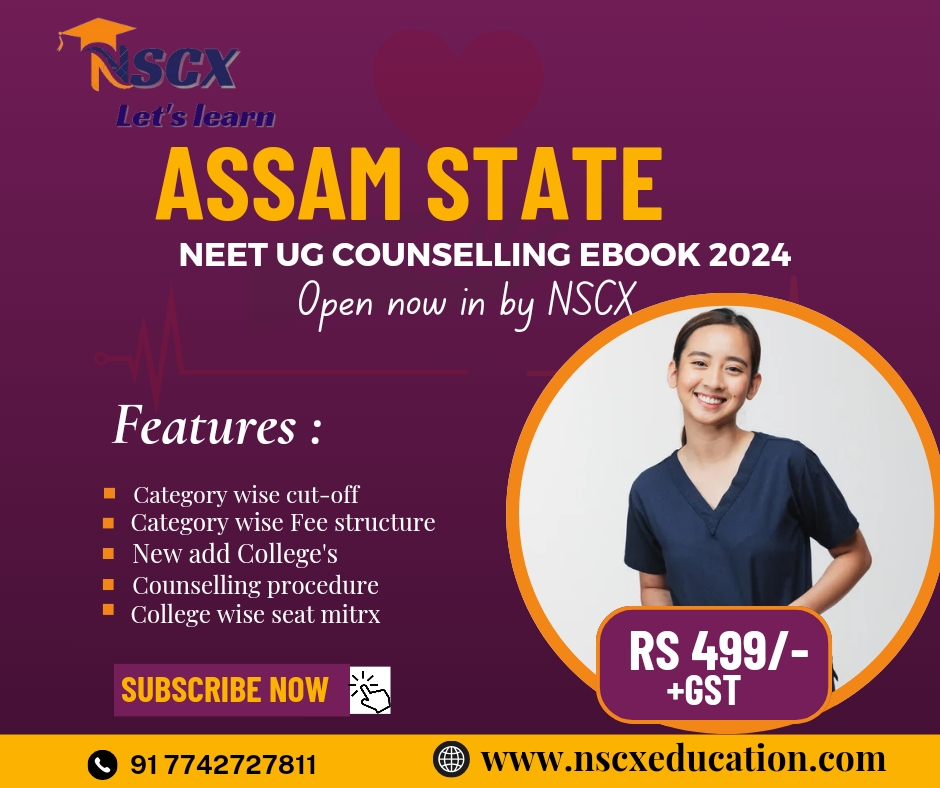 NSCX
Let's learn
ASSAM STATE
NEET UG COUNSELLING EBOOK 2024
Open now in by NSCX
Features :
Category wise cut-off
Category wise Fee structure
New add College's
Counselling procedure
College wise seat mitrx
RS 499/-
+GST
SUBSCRIBE NOW
91 7742727811
www.nscxeducation.com